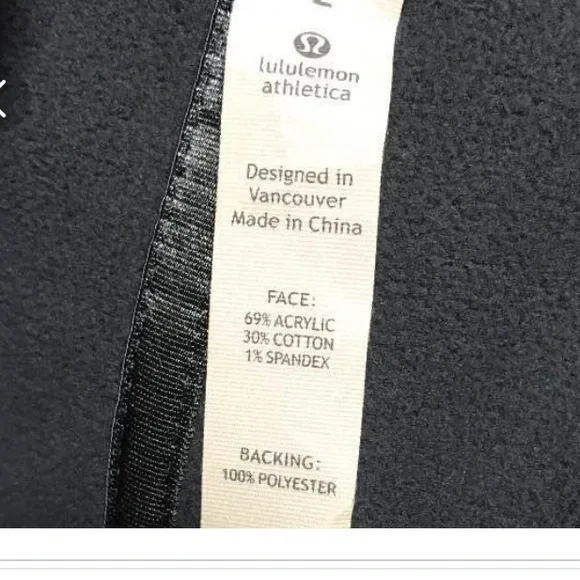 lululemon
athletica
Designed in
Vancouver
Made in China
FACE:
69% ACRYLIC
30% COTTON
1% SPANDEX
BACKING:
100% POLYESTER